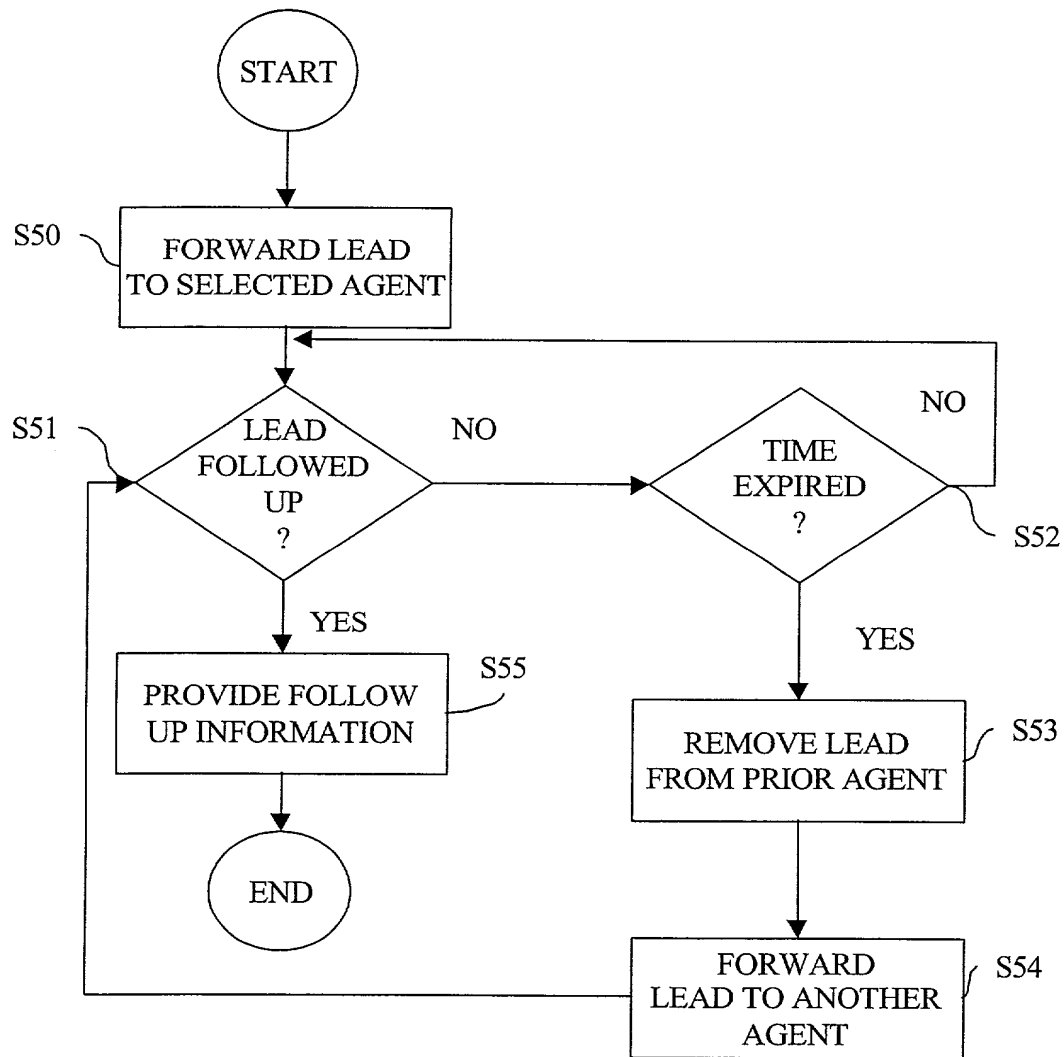 START
S50
FORWARD LEAD
TO SELECTED AGENT
S51
LEAD
FOLLOWED
UP
?
NO
TIME
EXPIRED
?
NO
S52
YES
YES
S55
PROVIDE FOLLOW
UP INFORMATION
S53
REMOVE LEAD
FROM PRIOR AGENT
END
S54
FORWARD
LEAD TO ANOTHER
AGENT